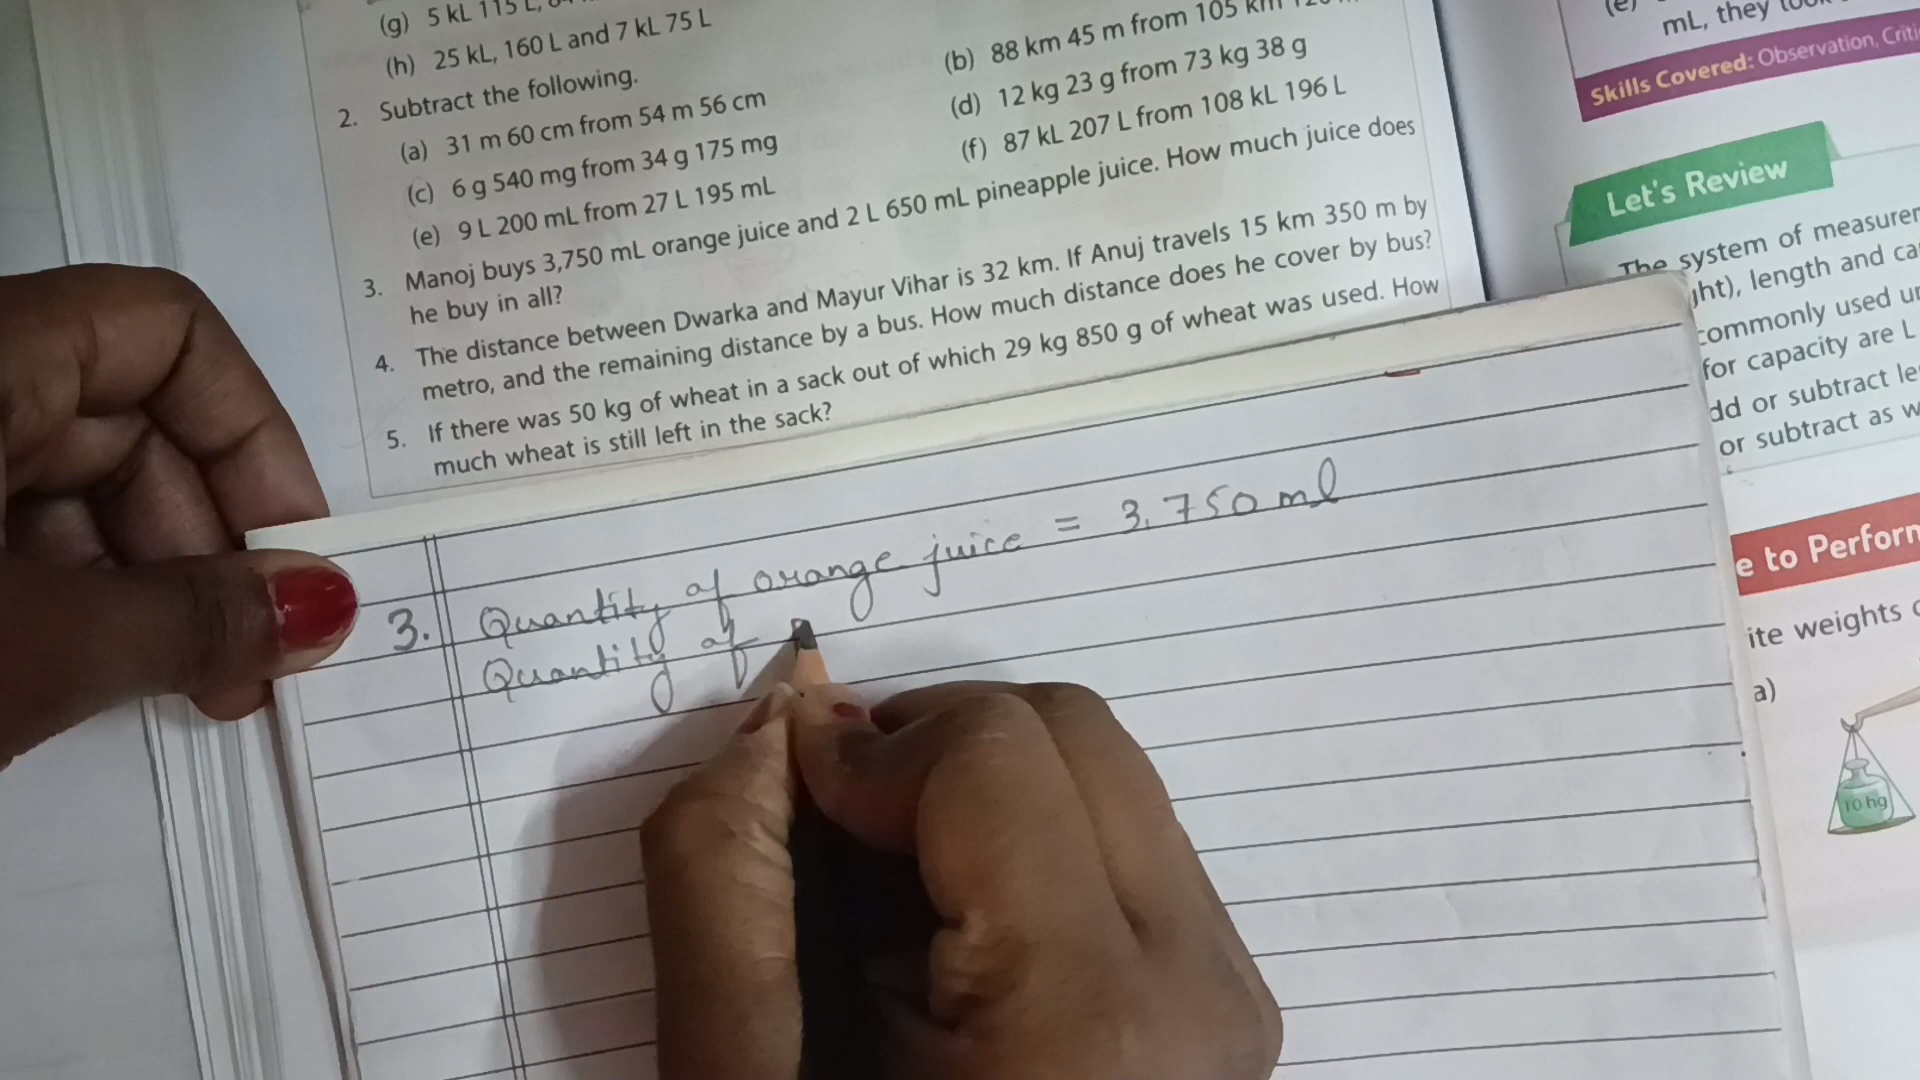 (g) 5 kL 115 L,
(h) 25 kL, 160 L and 7 kL 75 L
2. Subtract the following.
(a) 31 m 60 cm from 54 m 56 cm
(b) 88 km 45 m from 105 km
(c) 6 g 540 mg from 34 g 175 mg
(d) 12 kg 23 g from 73 kg 38 g
(e) 9 L 200 mL from 27 L 195 mL
(f) 87 kL 207 L from 108 kL 196 L
3. Manoj buys 3,750 mL orange juice and 2 L 650 mL pineapple juice. How much juice does
he buy in all?
4. The distance between Dwarka and Mayur Vihar is 32 km. If Anuj travels 15 km 350 m by
metro, and the remaining distance by a bus. How much distance does he cover by bus?
5. If there was 50 kg of wheat in a sack out of which 29 kg 850 g of wheat was used. How
much wheat is still left in the sack?
3. Quantity of orange juice = 3,750 ml
Quantity of
(e)
mL, they took
Skills Covered: Observation, Criti
Let's Review
The system of measurem
ght), length and ca
commonly used un
for capacity are L
dd or subtract le
or subtract as w
e to Perform
ite weights
a)
10 hg